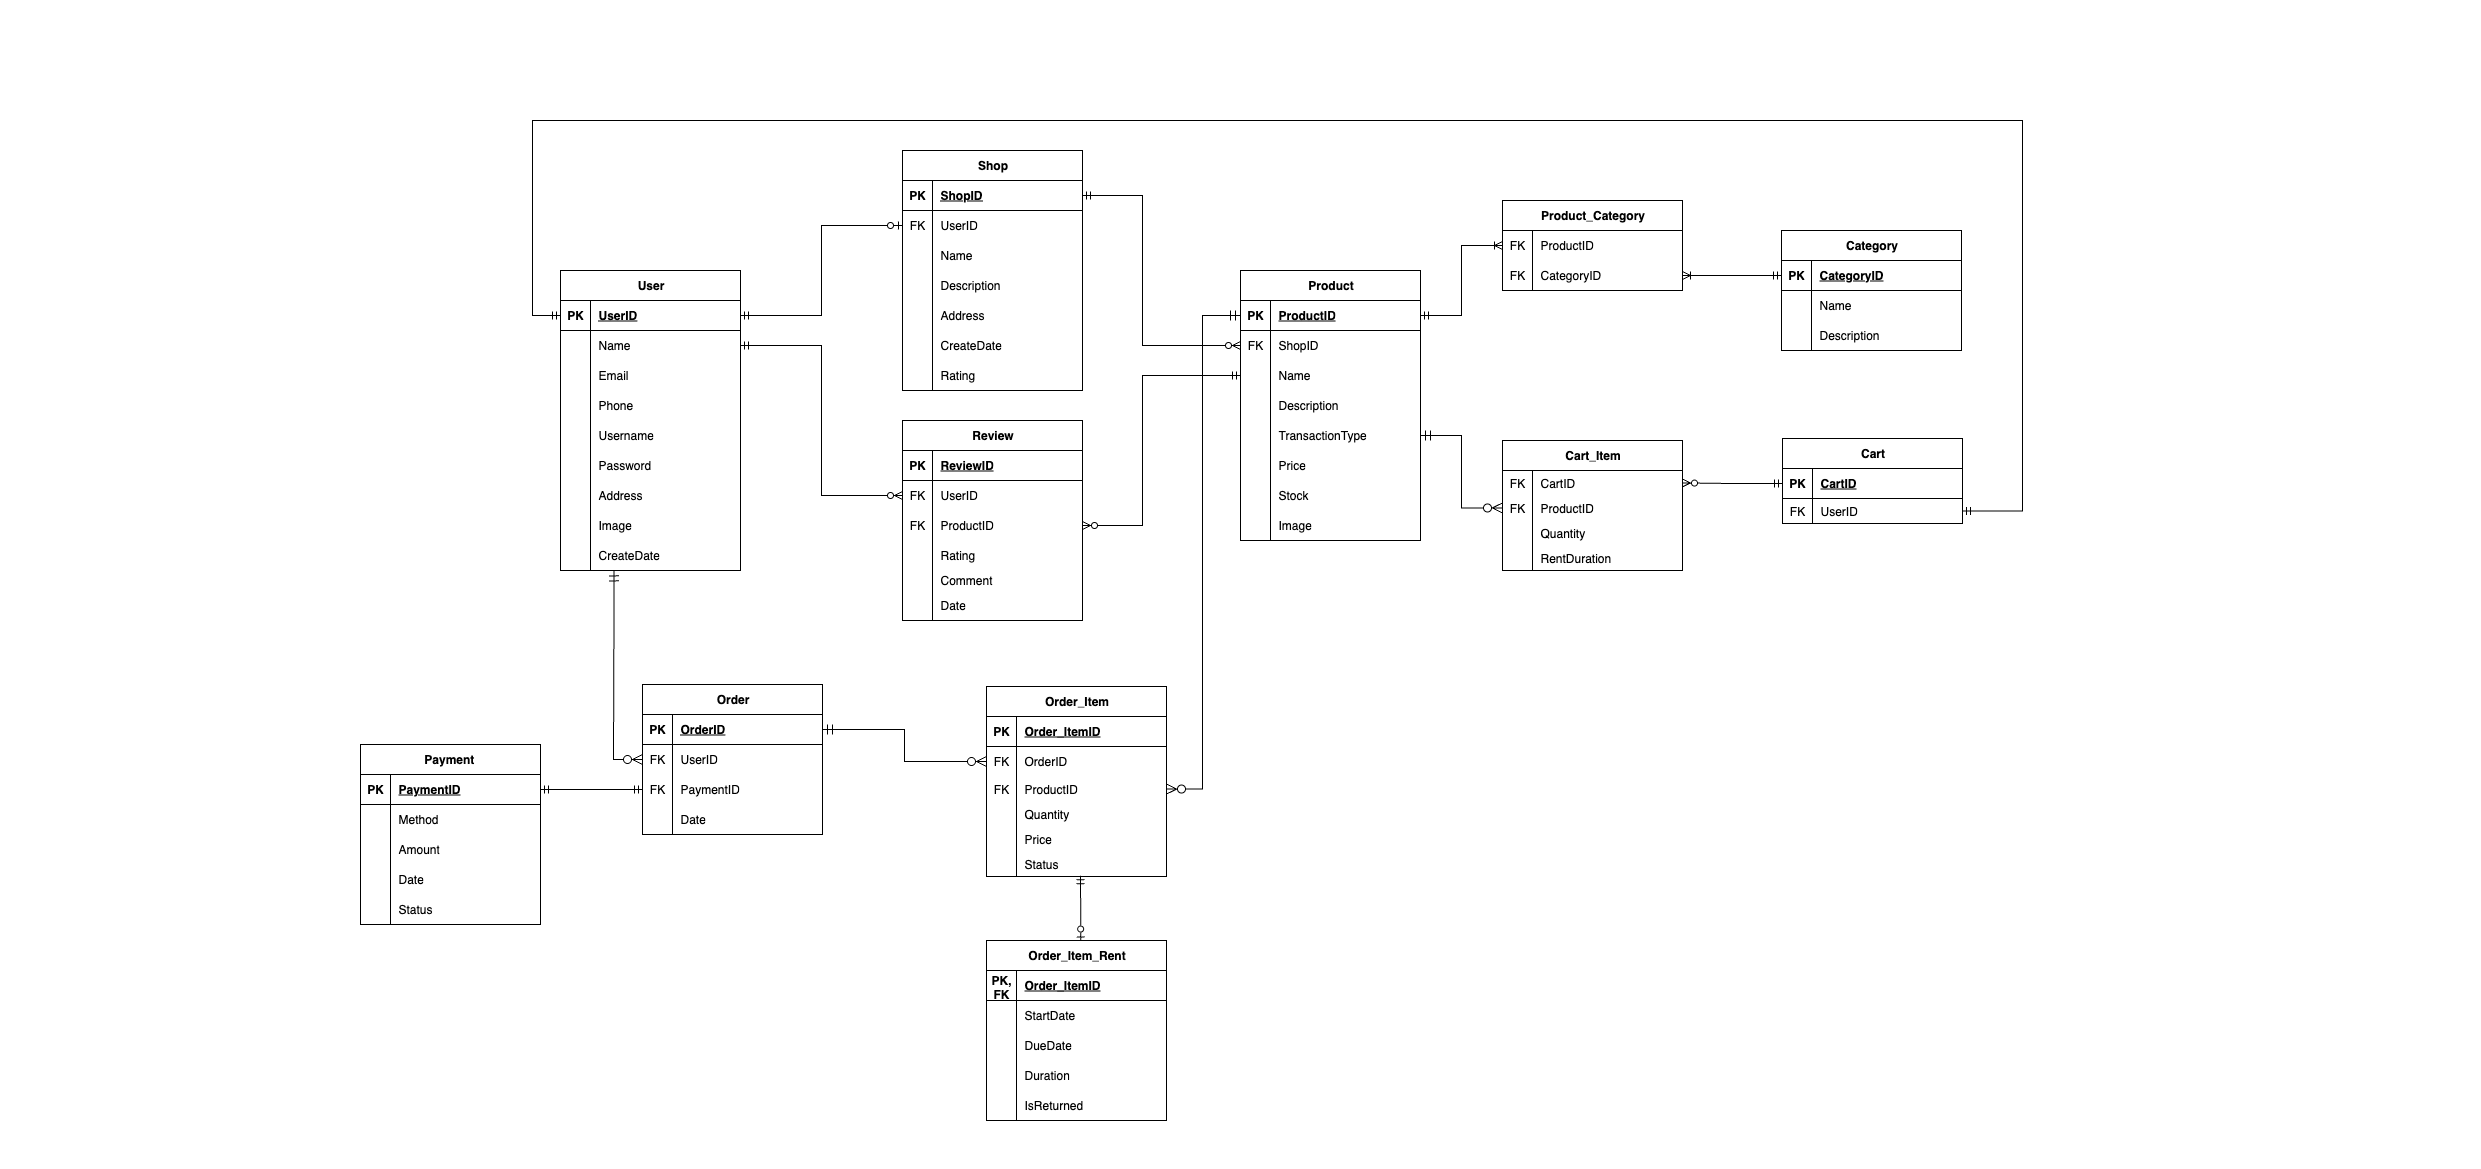 Shop
PK ShopID
FK UserID
Name
Description
Address
CreateDate
Rating
Product_Category
FK ProductID
FK CategoryID
Category
PK CategoryID
Name
Description
User
PK UserID
Name
Email
Phone
Username
Password
Address
Image
CreateDate
Product
PK ProductID
FK ShopID
Name
Description
TransactionType
Price
Stock
Image
Review
PK ReviewID
FK UserID
FK ProductID
Rating
Comment
Date
Cart_Item
FK CartID
FK ProductID
Quantity
RentDuration
Cart
PK CartID
FK UserID
Order
PK OrderID
FK UserID
FK PaymentID
Date
Order_Item
PK Order_ItemID
FK OrderID
FK ProductID
Quantity
Price
Status
Payment
PK PaymentID
Method
Amount
Date
Status
Order_Item_Rent
PK,
FK Order_ItemID
StartDate
DueDate
Duration
IsReturned